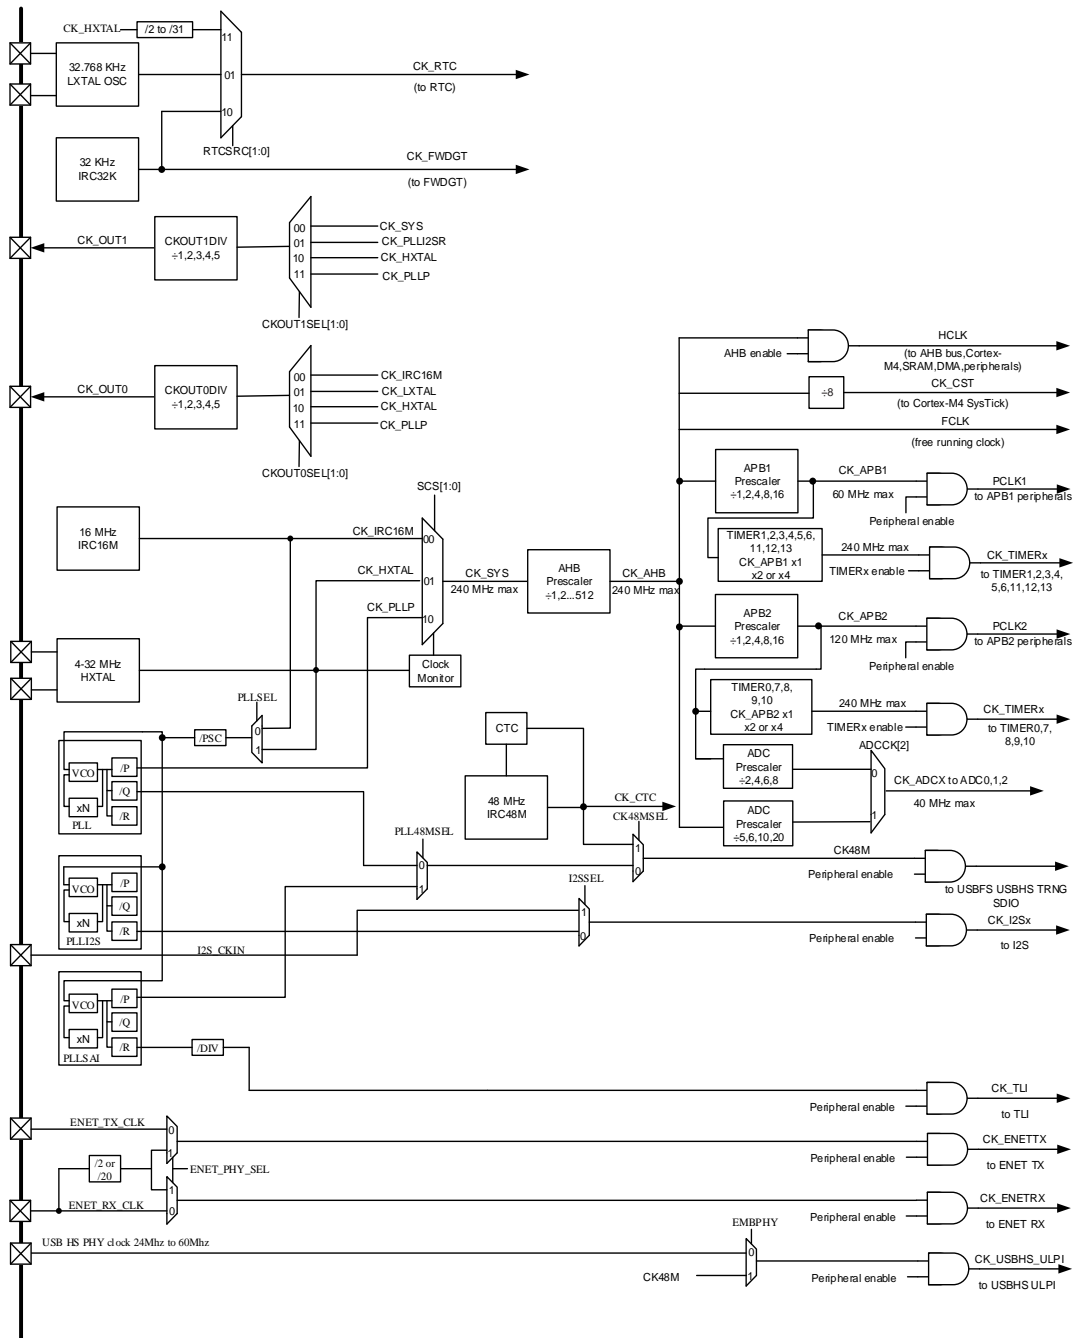 CK_HXTAL
/2 to /31
11
32.768 KHz
LXTAL OSC
01
CK_RTC
(to RTC)
10
RTCSRC[1:0]
32 KHz
IRC32K
CK_FWDGT
(to FWDGT)
CK_OUT1
CKOUT1DIV
÷1,2,3,4,5
00
01
10
11
CK_SYS
CK_PLLI2SR
CK_HXTAL
CK_PLLP
CKOUT1SEL[1:0]
CK_OUT0
CKOUT0DIV
÷1,2,3,4,5
00
01
10
11
CK_IRC16M
CK_LXTAL
CK_HXTAL
CK_PLLP
CKOUT0SEL[1:0]
AHB enable
HCLK
(to AHB bus,Cortex-
M4,SRAM,DMA,peripherals)
÷8
CK_CST
(to Cortex-M4 SysTick)
FCLK
(free running clock)
APB1
Prescaler
÷1,2,4,8,16
CK_APB1
60 MHz max
Peripheral enable
PCLK1
to APB1 peripherals
SCS[1:0]
16 MHz
IRC16M
CK_IRC16M
00
CK_HXTAL
01
CK_PLLP
10
CK_SYS
240 MHz max
AHB
Prescaler
÷1,2...512
CK_AHB
240 MHz max
TIMER1,2,3,4,5,6,
11,12,13
CK_APB1 x1
x2 or x4
240 MHz max
TIMERx enable
CK_TIMERx
to TIMER1,2,3,4,
5,6,11,12,13
APB2
Prescaler
÷1,2,4,8,16
CK_APB2
120 MHz max
Peripheral enable
PCLK2
to APB2 peripherals
4-32 MHz
HXTAL
Clock
Monitor
TIMER0,7,8,
9,10
CK_APB2 x1
x2 or x4
240 MHz max
TIMERx enable
CK_TIMERx
to TIMER0,7,
8,9,10
PLLSEL
0
1
/PSC
VCO
xN
/P
/Q
/R
PLL
CTC
48 MHz
IRC48M
CK_CTC
ADC
Prescaler
÷2,4,6,8
ADC
Prescaler
÷5,6,10,20
ADCCK[2]
0
1
CK_ADCX to ADC0,1,2
40 MHz max
PLL48MSEL
0
1
CK48MSEL
1
0
CK48M
Peripheral enable
to USBFS USBHS TRNG
SDIO
VCO
xN
/P
/Q
/R
PLLI2S
I2SSEL
1
0
Peripheral enable
CK_I2Sx
to I2S
I2S_CKIN
VCO
xN
/P
/Q
/R
PLLSAI
/DIV
Peripheral enable
CK_TLI
to TLI
ENET_TX_CLK
0
1
Peripheral enable
CK_ENETTX
to ENET TX
/2 or
/20
ENET_PHY_SEL
ENET_RX_CLK
1
0
Peripheral enable
CK_ENETRX
to ENET RX
USB HS PHY clock 24Mhz to 60Mhz
EMBPHY
0
1
CK48M
Peripheral enable
CK_USBHS_ULPI
to USBHS ULPI